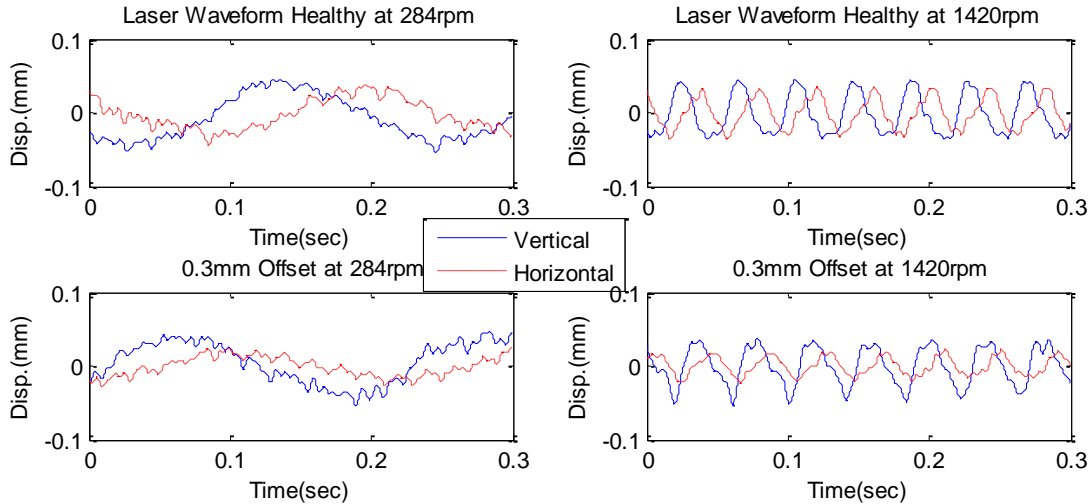 Laser Waveform Healthy at 284rpm
Laser Waveform Healthy at 1420rpm
0.1
0
-0.1
Disp.(mm)
0
0.1
0.2
0.3
Time(sec)
0.1
0
-0.1
Disp.(mm)
0
0.1
0.2
0.3
Time(sec)
Vertical
Horizontal
0.3mm Offset at 284rpm
0.3mm Offset at 1420rpm
0.1
0
-0.1
Disp.(mm)
0
0.1
0.2
0.3
Time(sec)
0.1
0
-0.1
Disp.(mm)
0
0.1
0.2
0.3
Time(sec)